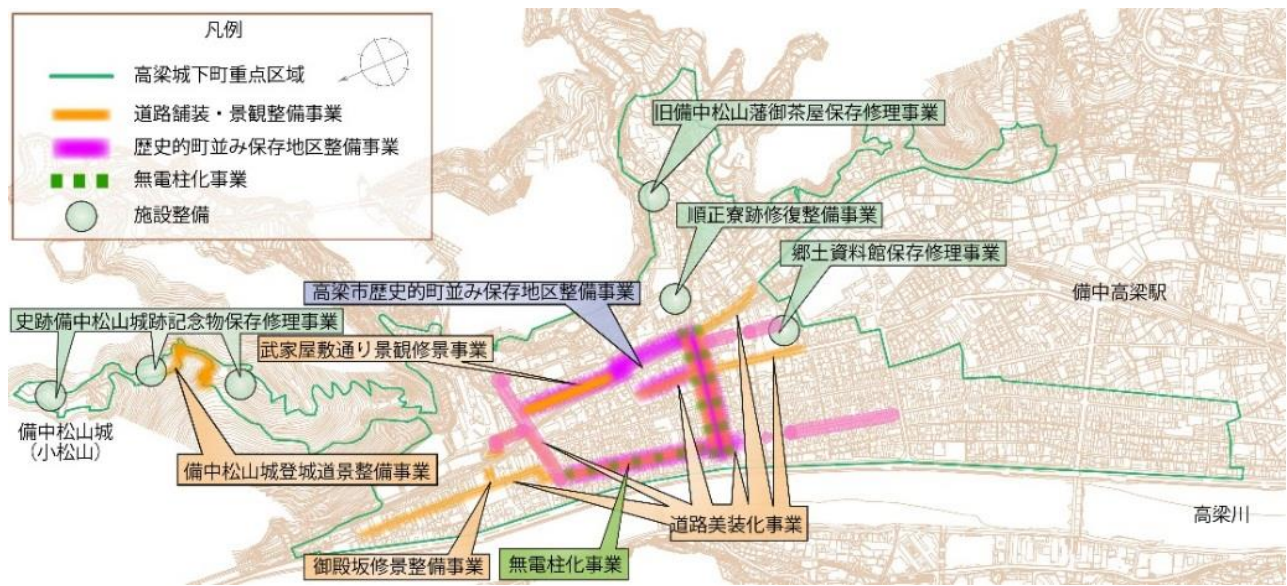 凡例
高梁城下町重点区域
道路舗装・景観整備事業
歴史的町並み保存地区整備事業
無電柱化事業
施設整備
旧備中松山藩御茶屋保存修理事業
順正寮跡修復整備事業
郷土資料館保存修理事業
備中高梁駅
高梁市歴史的町並み保存地区整備事業
史跡備中松山城跡記念物保存修理事業
武家屋敷通り景観修景事業
備中松山城
(小松山)
備中松山城登城道景整備事業
道路美装化事業
高梁川
御殿坂修景整備事業
無電柱化事業